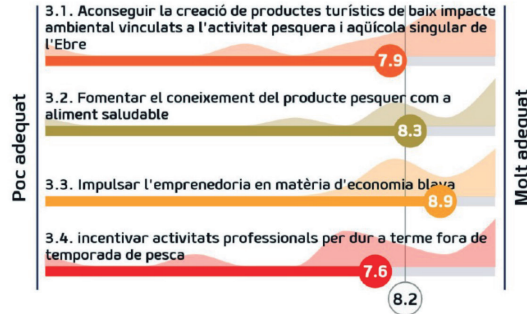 3.1. Aconseguir la creació de productes turístics de baix impacte
ambiental vinculats a l'activitat pesquera i aqüícola singular de
l'Ebre
7.9
3.2. Fomentar el coneixement del producte pesquer com a
aliment saludable
8.3
3.3. Impulsar l'emprenedoria en matèria d'economia blava
8.9
3.4. incentivar activitats professionals per dur a terme fora de
temporada de pesca
7.6
8.2
Poc adequat
Molt adequat